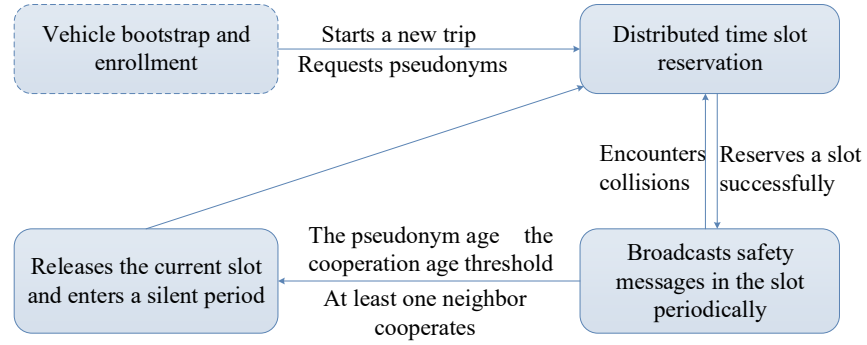 Vehicle bootstrap and
enrollment
Starts a new trip
Requests pseudonyms
Distributed time slot
reservation
Encounters
collisions
Reserves a slot
successfully
Releases the current slot
and enters a silent period
The pseudonym age the
cooperation age threshold
At least one neighbor
cooperates
Broadcasts safety
messages in the slot
periodically